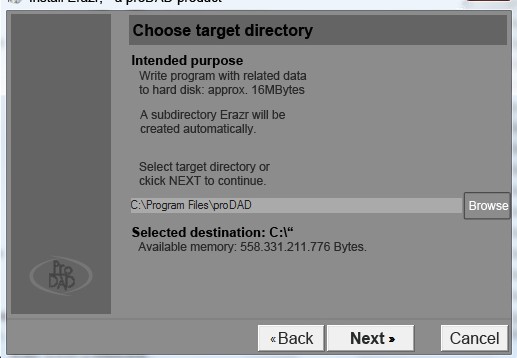 Install Erazr, - a proDAD product
Choose target directory
Intended purpose
Write program with related data
to hard disk: approx. 16MBytes
A subdirectory Erazr will be
created automatically.
Select target directory or
ckick NEXT to continue.
C:\Program Files\proDAD
Browse
Selected destination: C:\“
Available memory: 558.331.211.776 Bytes.
PRO
DAD
«Back
Next »
Cancel